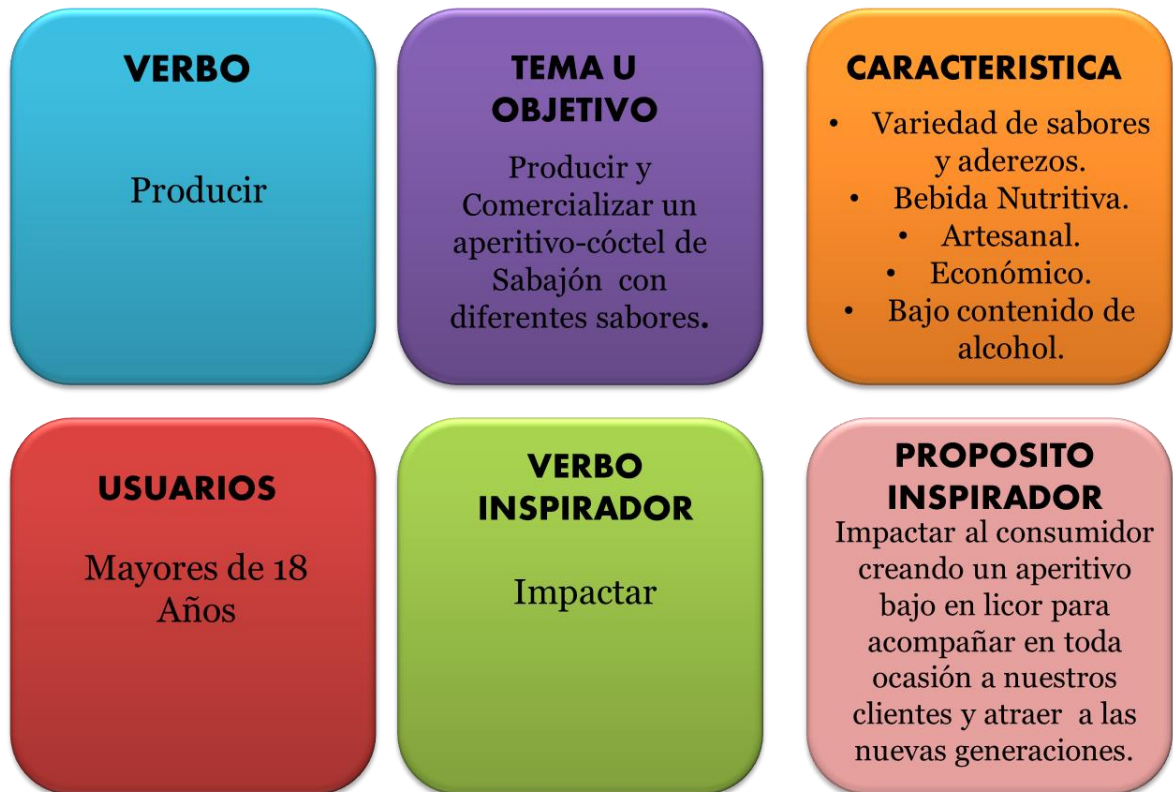 VERBO
Producir
TEMA U
OBJETIVO
Producir y
Comercializar un
aperitivo-cóctel de
Sabajón con
diferentes sabores.
CARACTERISTICA
• Variedad de sabores
y aderezos.
• Bebida Nutritiva.
• Artesanal.
• Económico.
• Bajo contenido de
alcohol.
USUARIOS
Mayores de 18
Años
VERBO
INSPIRADOR
Impactar
PROPOSITO
INSPIRADOR
Impactar al consumidor
creando un aperitivo
bajo en licor para
acompañar en toda
ocasión a nuestros
clientes y atraer a las
nuevas generaciones.